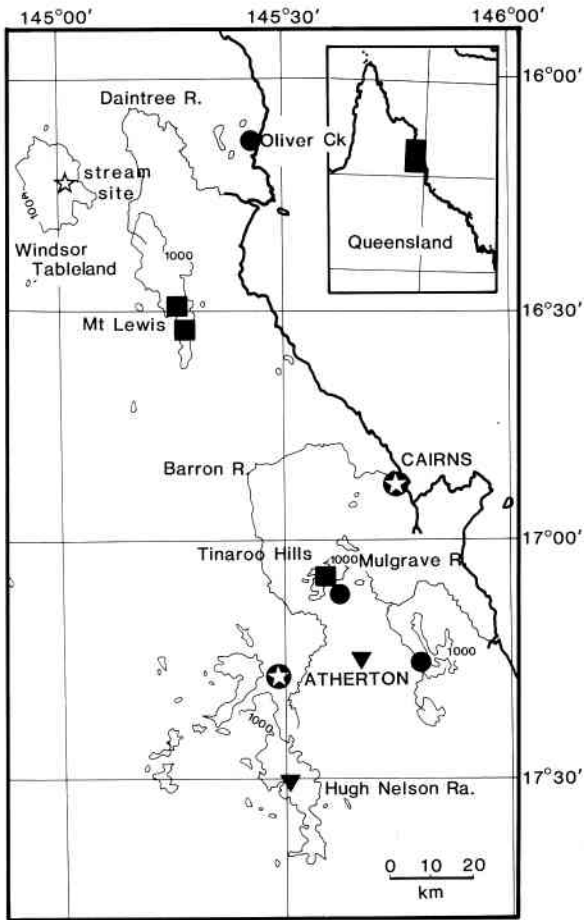 145°00′ 145°30′ 146°00′
16°00′
Daintree R.
Oliver Ck
stream
site
1000
Windsor
Tableland
1000
Queensland
16°30′
Mt Lewis
CAIRNS
Barron R.
17°00′
Tinaroo Hills
1000
Mulgrave R.
1000
ATHERTON
1000
17°30′
Hugh Nelson Ra.
0 10 20
km